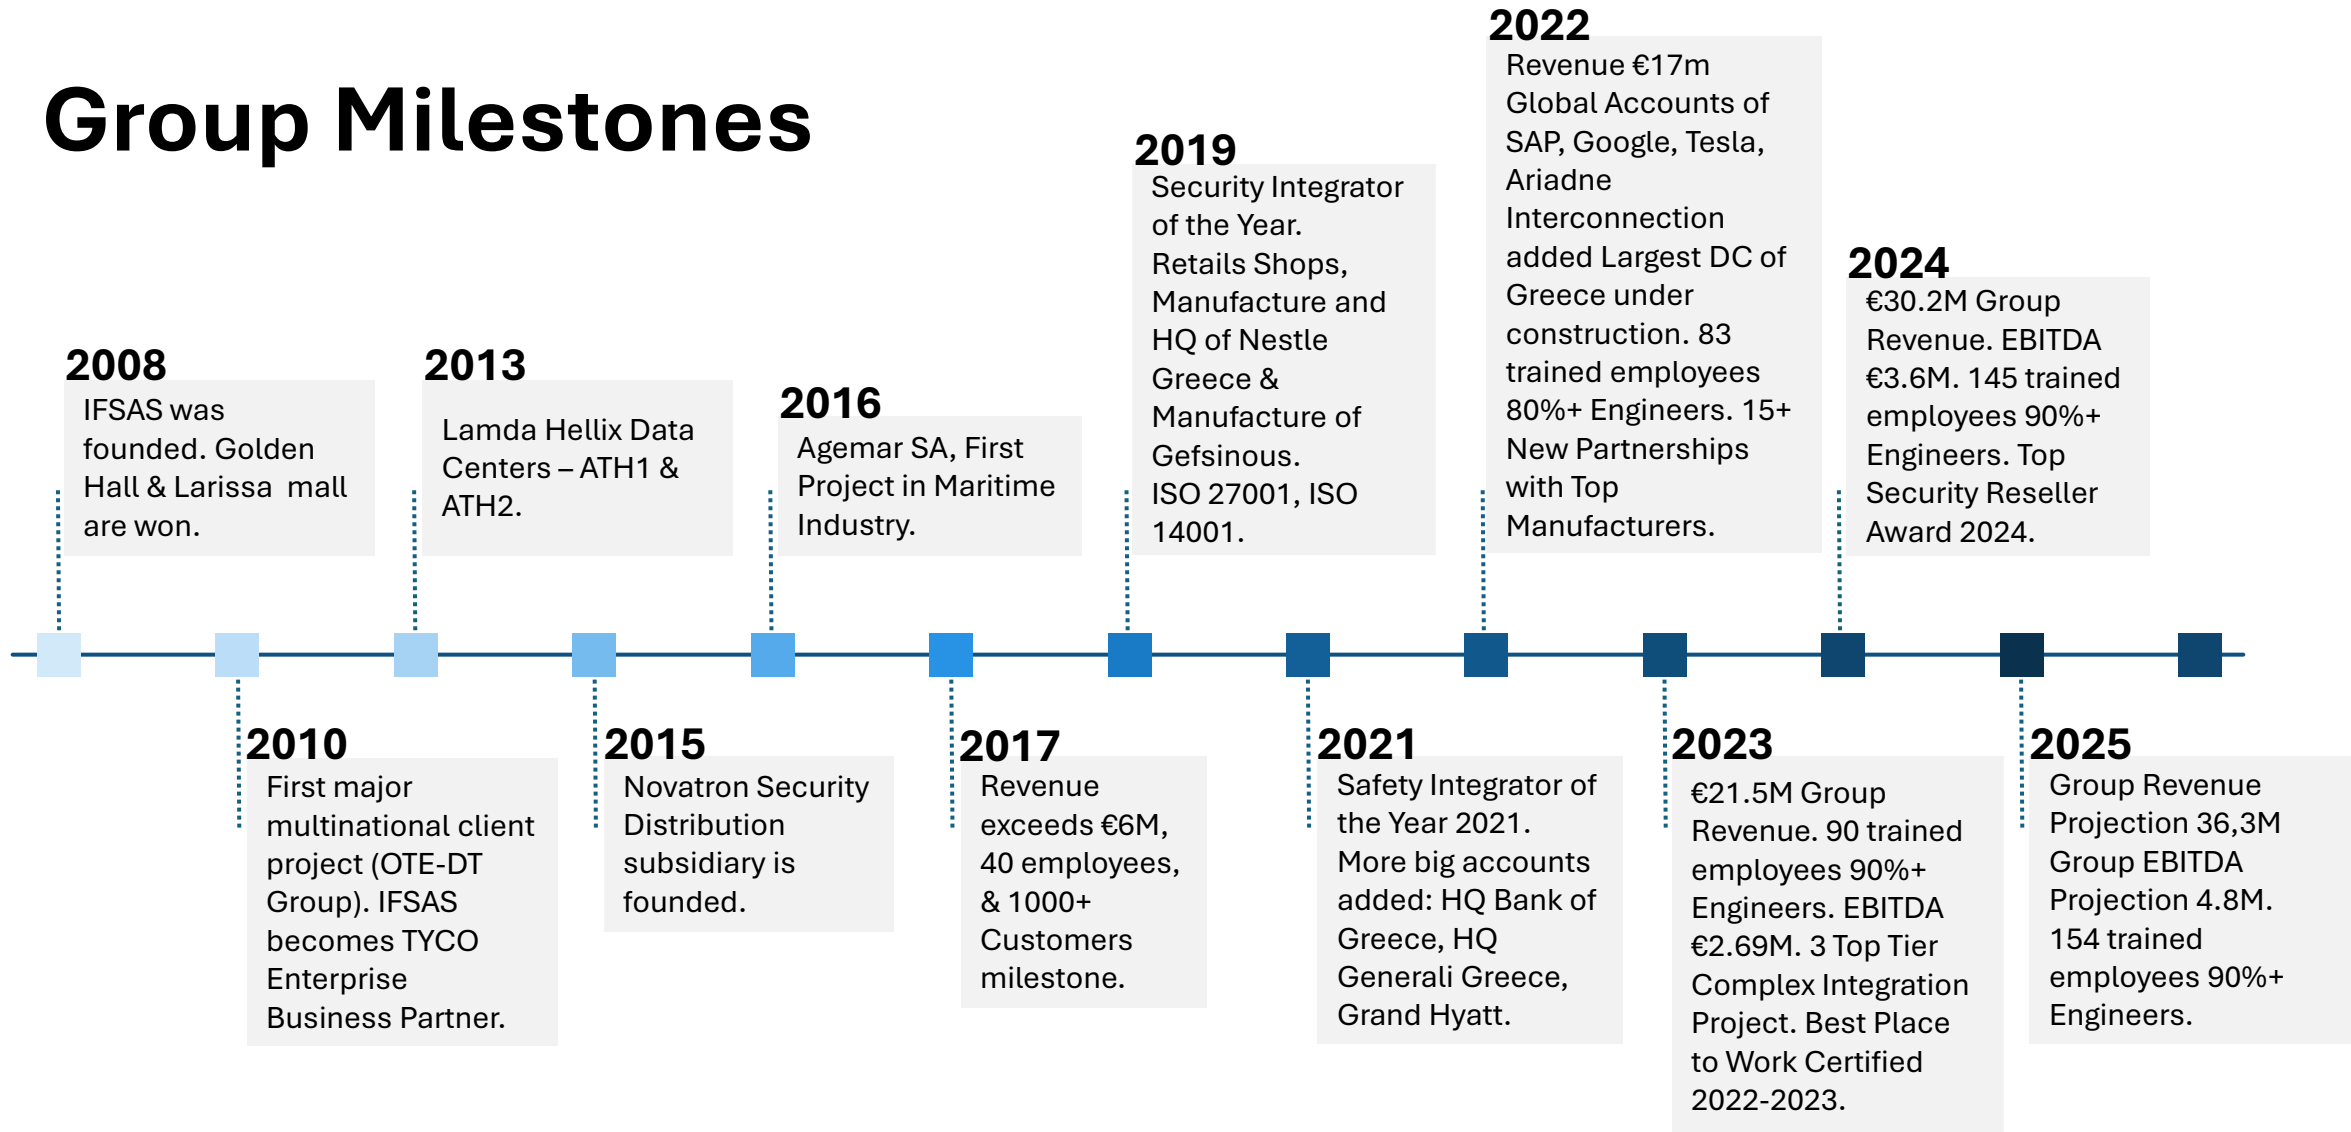 Group Milestones
2008
IFSAS was
founded. Golden
Hall & Larissa  mall
are won.
2010
First major
multinational client
project (OTE-DT
Group). IFSAS
becomes TYCO
Enterprise
Business Partner.
2013
Lamda Hellix Data
Centers – ATH1 &
ATH2.
2015
Novatron Security
Distribution
subsidiary is
founded.
2016
Agemar SA, First
Project in Maritime
Industry.
2017
Revenue
exceeds €6M,
40 employees,
& 1000+
Customers
milestone.
2019
Security Integrator
of the Year.
Retails Shops,
Manufacture and
HQ of Nestle
Greece &
Manufacture of
Gefsinous.
ISO 27001, ISO
14001.
2021
Safety Integrator of
the Year 2021.
More big accounts
added: HQ Bank of
Greece, HQ
Generali Greece,
Grand Hyatt.
2022
Revenue €17m
Global Accounts of
SAP, Google, Tesla,
Ariadne
Interconnection
added Largest DC of
Greece under
construction. 83
trained employees
80%+ Engineers. 15+
New Partnerships
with Top
Manufacturers.
2023
€21.5M Group
Revenue. 90 trained
employees 90%+
Engineers. EBITDA
€2.69M. 3 Top Tier
Complex Integration
Project. Best Place
to Work Certified
2022-2023.
2024
€30.2M Group
Revenue. EBITDA
€3.6M. 145 trained
employees 90%+
Engineers. Top
Security Reseller
Award 2024.
2025
Group Revenue
Projection 36,3M
Group EBITDA
Projection 4.8M.
154 trained
employees 90%+
Engineers.